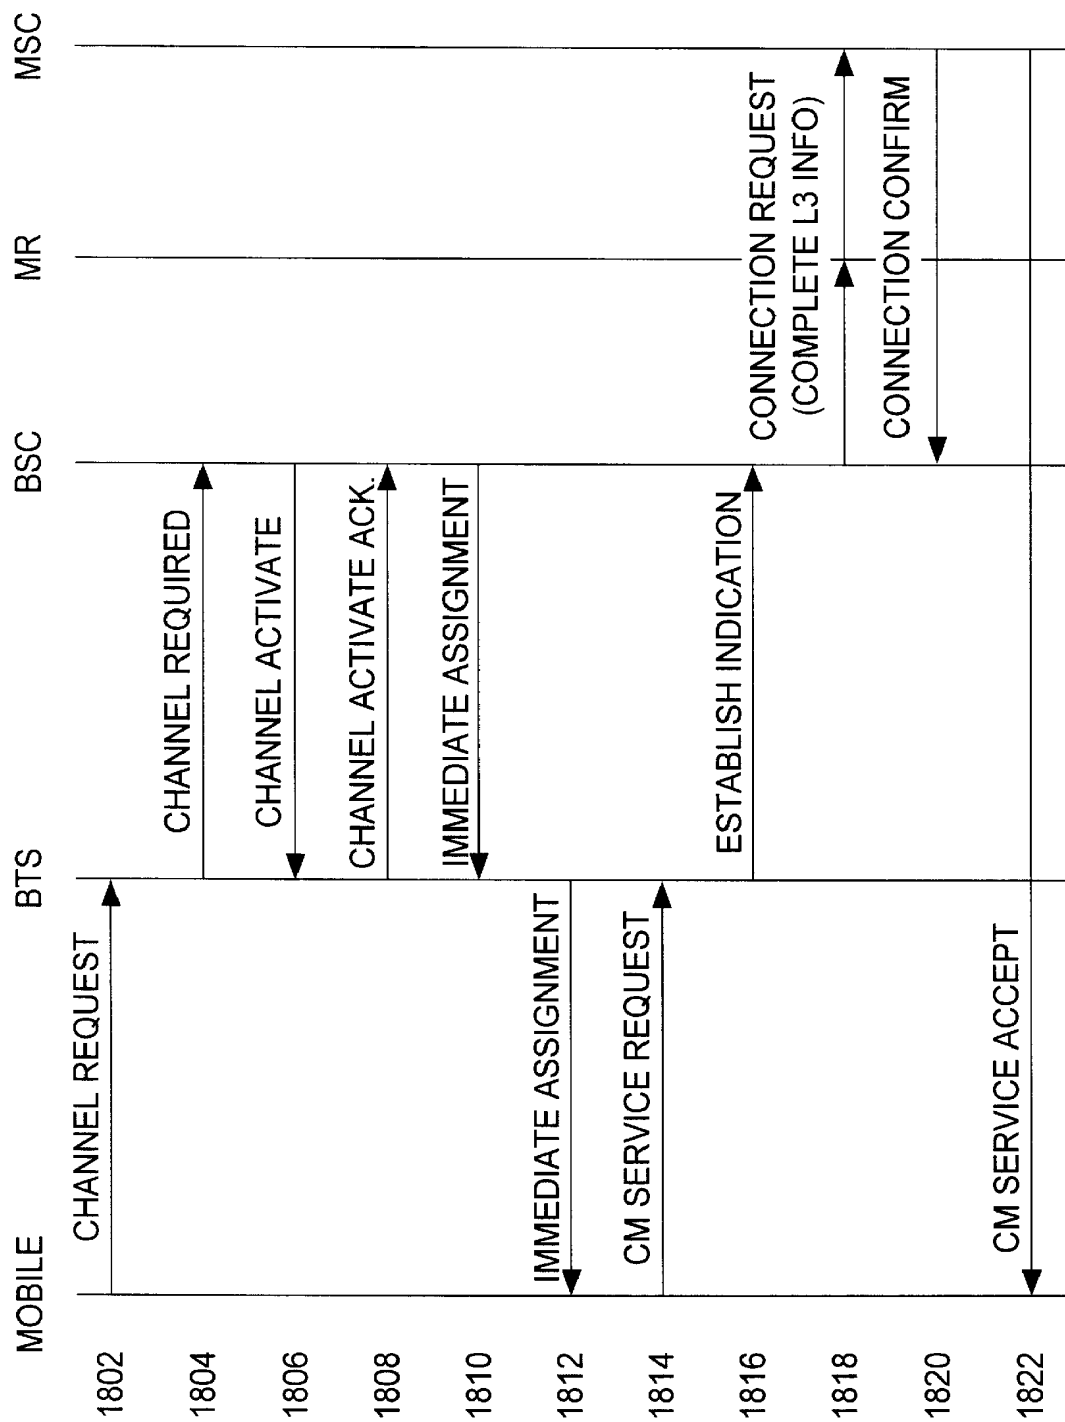 MOBILE BTS BSC MR MSC
1802 CHANNEL REQUEST
1804 CHANNEL REQUIRED
1806 CHANNEL ACTIVATE
1808 CHANNEL ACTIVATE ACK.
1810 IMMEDIATE ASSIGNMENT
1812 IMMEDIATE ASSIGNMENT
1814 CM SERVICE REQUEST
1816 ESTABLISH INDICATION
CONNECTION REQUEST
1818 (COMPLETE L3 INFO)
1820 CONNECTION CONFIRM
1822 CM SERVICE ACCEPT